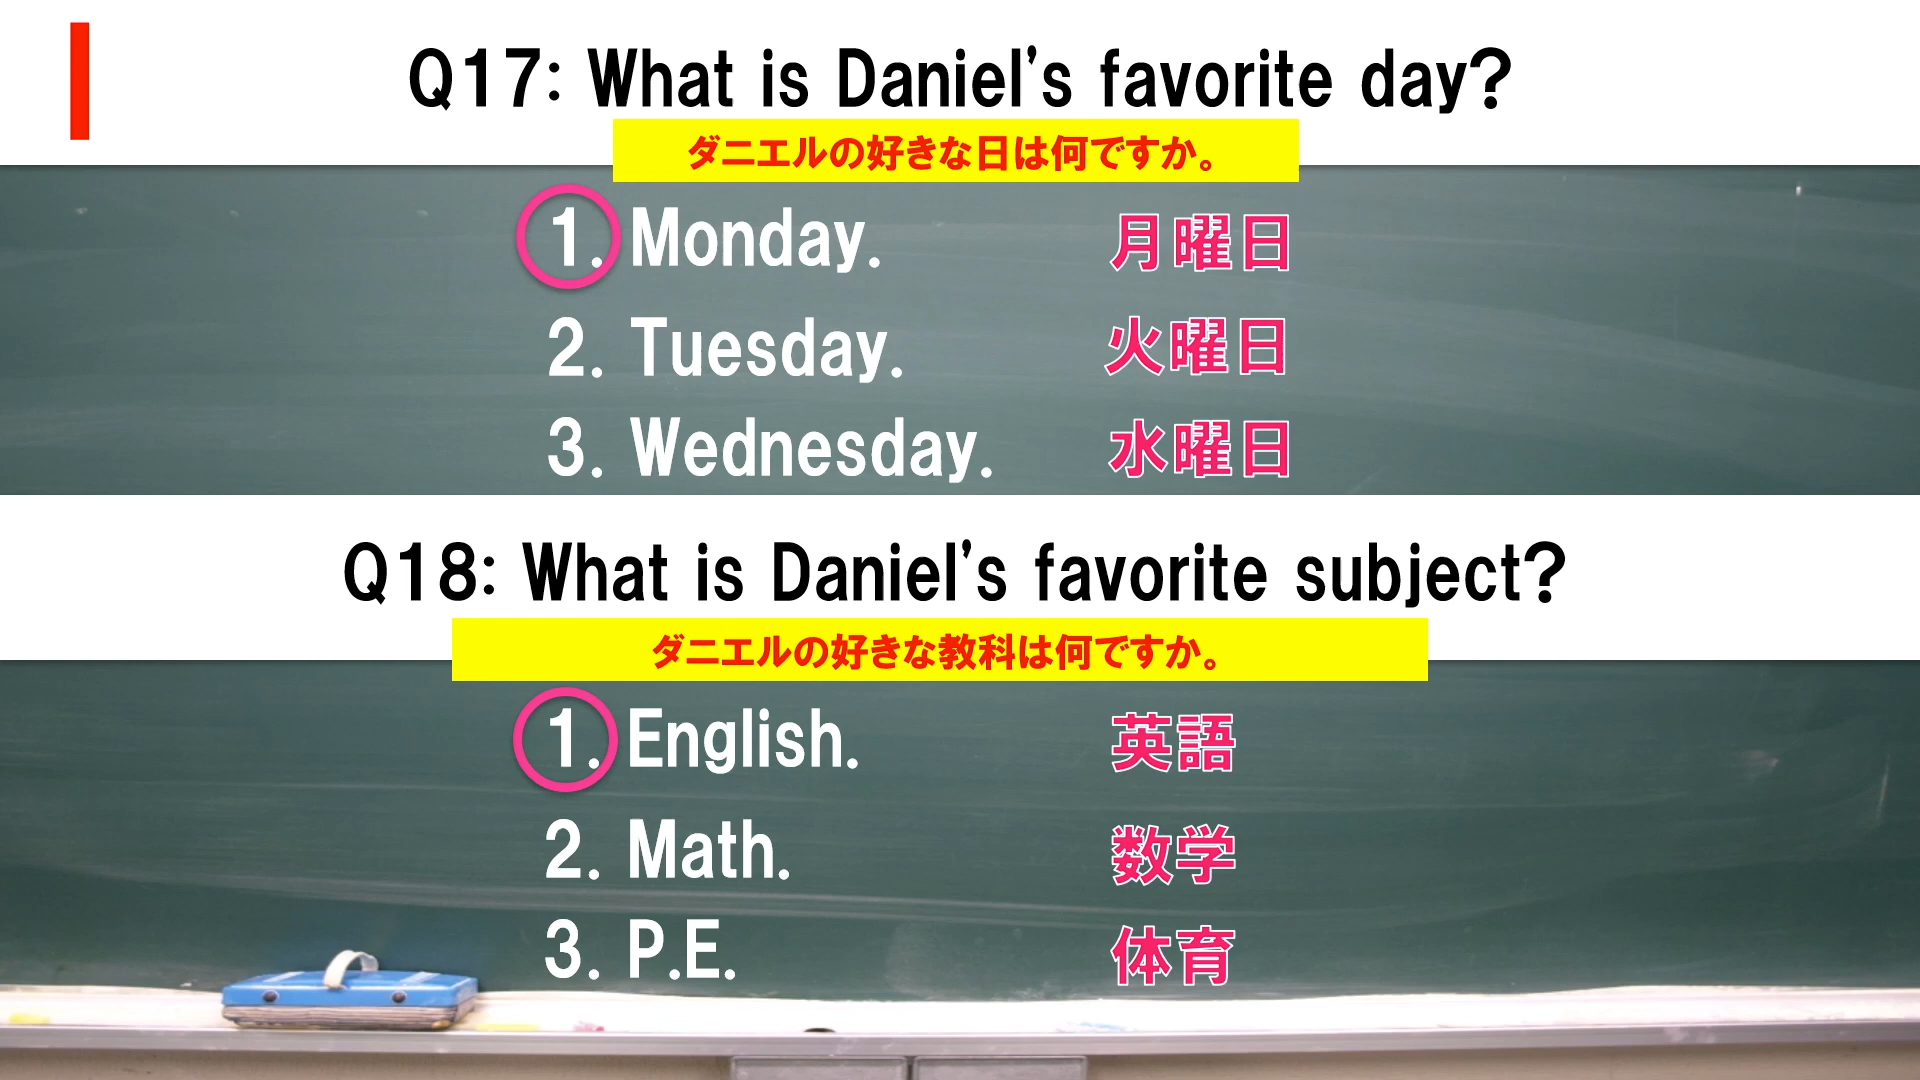 Q17: What is Daniel's favorite day?
ダニエルの好きな日は何ですか。
1. Monday. 月曜日
2. Tuesday. 火曜日
3. Wednesday. 水曜日
Q18: What is Daniel's favorite subject?
ダニエルの好きな教科は何ですか。
1. English. 英語
2. Math. 数学
3. P.E. 体育